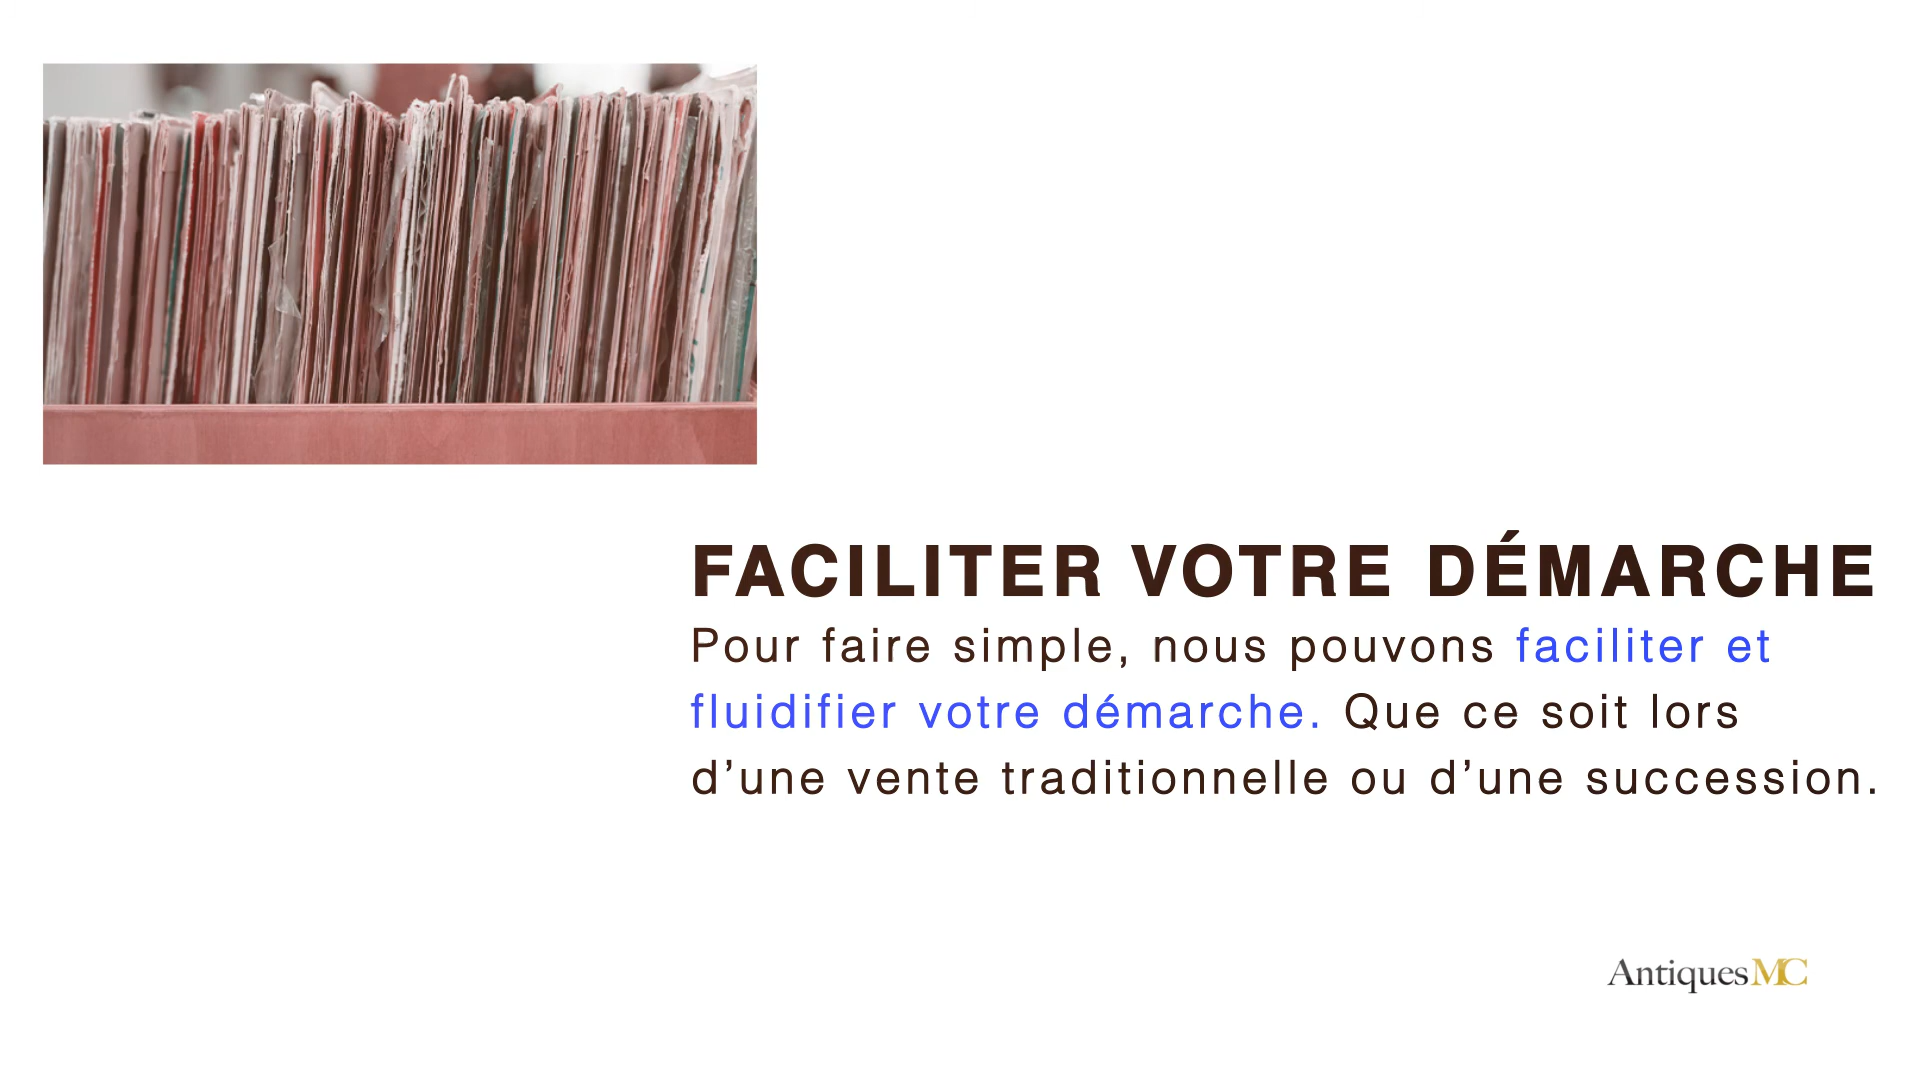 FACILITER VOTRE DÉMARCHE
Pour faire simple, nous pouvons faciliter et
fluidifier votre démarche. Que ce soit lors
d’une vente traditionnelle ou d’une succession.
AntiquesMC